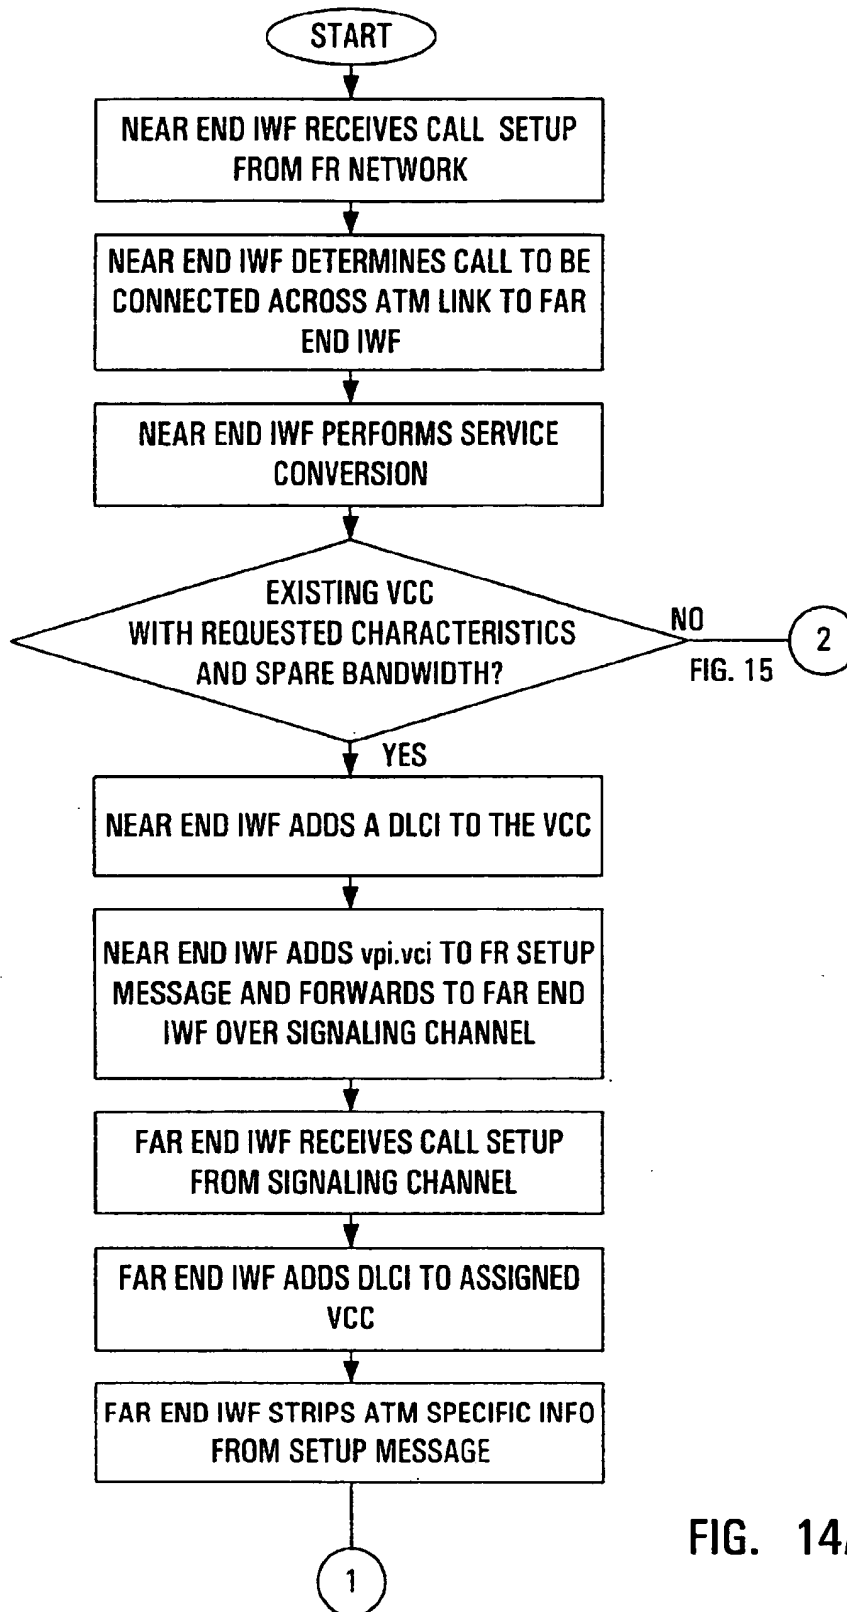 START
NEAR END IWF RECEIVES CALL SETUP
FROM FR NETWORK
NEAR END IWF DETERMINES CALL TO BE
CONNECTED ACROSS ATM LINK TO FAR
END IWF
NEAR END IWF PERFORMS SERVICE
CONVERSION
EXISTING VCC
WITH REQUESTED CHARACTERISTICS
AND SPARE BANDWIDTH?
NO
FIG. 15
2
YES
NEAR END IWF ADDS A DLCI TO THE VCC
NEAR END IWF ADDS vpi.vci TO FR SETUP
MESSAGE AND FORWARDS TO FAR END
IWF OVER SIGNALING CHANNEL
FAR END IWF RECEIVES CALL SETUP
FROM SIGNALING CHANNEL
FAR END IWF ADDS DLCI TO ASSIGNED
VCC
FAR END IWF STRIPS ATM SPECIFIC INFO
FROM SETUP MESSAGE
1
FIG. 14A